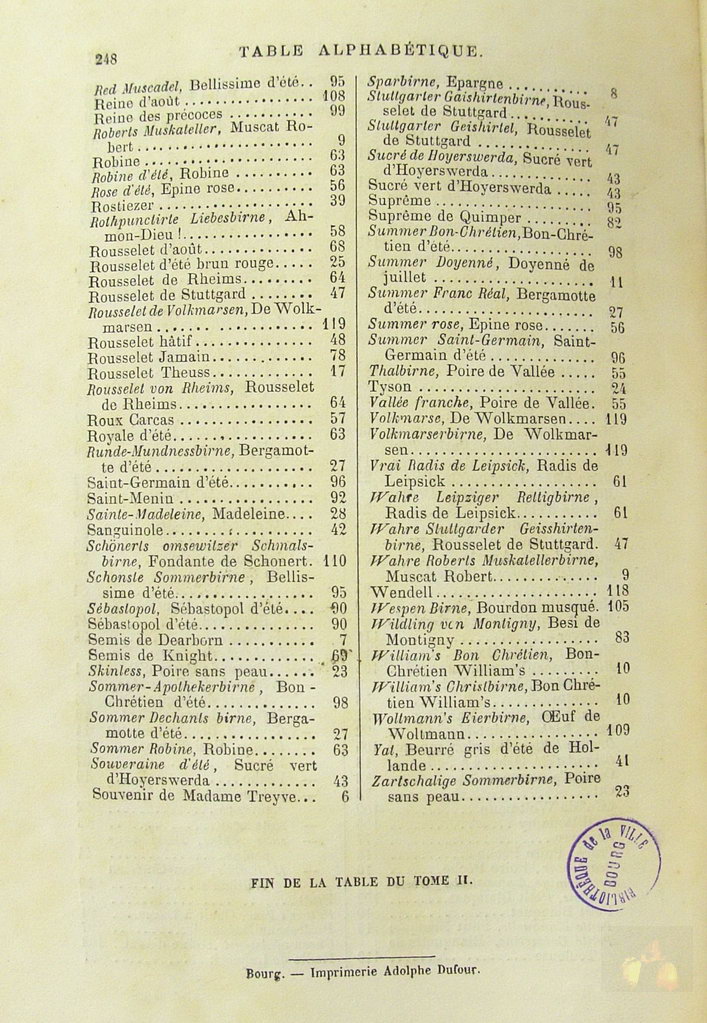 248
TABLE ALPHABÉTIQUE.
Red Muscadel, Bellissime d'été.. 95
Reine d'août ................ 108
Reine des précoces ........... 99
Roberts Muskateller, Muscat Ro-
bert ...................... 9
Robine ..................... 63
Robine d'été, Robine .......... 63
Rose d'été, Epine rose.......... 56
Rostiezer .................... 39
Rothpunctirte Liebesbirne, Ah-
mon-Dieu !................. 58
Rousselet d'août............... 68
Rousselet d'été brun rouge..... 25
Rousselet de Rheims.......... 64
Rousselet de Stuttgard ........ 47
Rousselet de Volkmarsen, De Wolk-
marsen ................... 119
Rousselet hâtif................ 48
Rousselet Jamain.............. 78
Rousselet Theuss.............. 17
Rousselet von Rheims, Rousselet
de Rheims................. 64
Roux Carcas ................. 57
Royale d'été.................. 63
Runde-Mundnessbirne, Bergamot-
te d'été .................... 27
Saint-Germain d'été............ 96
Saint-Menin ................. 92
Sainte-Madeleine, Madeleine.... 28
Sanguinole................... 42
Schönerts omsewitzer Schmals-
birne, Fondante de Schonert. 110
Schonste Sommerbirne, Bellis-
sime d'été.................. 95
Sébastopol, Sébastopol d'été.... 90
Sébastopol d'été............... 90
Semis de Dearborn ............ 7
Semis de Knight............... 69
Skinless, Poire sans peau....... 23
Sommer-Apothekerbirne, Bon-
Chrétien d'été............... 98
Sommer Dechants birne, Berga-
motte d'été.................. 27
Sommer Robine, Robine........ 63
Souveraine d'été, Sucré vert
d'Hoyerswerda ............. 43
Souvenir de Madame Treyve... 6
Sparbirne, Epargne ........... 8
Stuttgarter Gaishirtenbirne, Rous-
selet de Stuttgard............ 47
Stuttgarter Geishirtel, Rousselet
de Stuttgard ................ 47
Sucré de Hoyerswerda, Sucré vert
d'Hoyerswerda.............. 43
Sucré vert d'Hoyerswerda ..... 43
Suprême ..................... 95
Suprême de Quimper ......... 82
Summer Bon-Chrétien, Bon-Chré-
tien d'été................... 98
Summer Doyenné, Doyenné de
juillet ..................... 11
Summer Franc Réal, Bergamotte
d'été....................... 27
Summer rose, Epine rose....... 56
Summer Saint-Germain, Saint-
Germain d'été .............. 96
Thalbirne, Poire de Vallée ..... 55
Tyson ....................... 24
Vallée franche, Poire de Vallée. 55
Volkmarse, De Wolkmarsen.... 119
Volkmarserbirne, De Wolkmar-
sen........................ 119
Vrai Radis de Leipsick, Radis de
Leipsick ................... 61
Wahre Leipziger Rettigbirne,
Radis de Leipsick........... 61
Wahre Stuttgarder Geisshirten-
birne, Rousselet de Stuttgard. 47
Wahre Roberts Muskatellerbirne,
Muscat Robert.............. 9
Wendell ..................... 118
Wespen Birne, Bourdon musqué. 105
Wildling von Montigny, Besi de
Montigny .................. 83
William's Bon Chrétien, Bon-
Chrétien William's .......... 10
William's Christbirne, Bon Chré-
tien William's............... 10
Woltmann's Eierbirne, Œuf de
Woltmann.................. 109
Yat, Beurré gris d'été de Hol-
lande ...................... 41
Zartschalige Sommerbirne, Poire
sans peau................... 23
FIN DE LA TABLE DU TOME II.
BIBLIOTHÈQUE de la VILLE
BOURG
Bourg. — Imprimerie Adolphe Dufour.